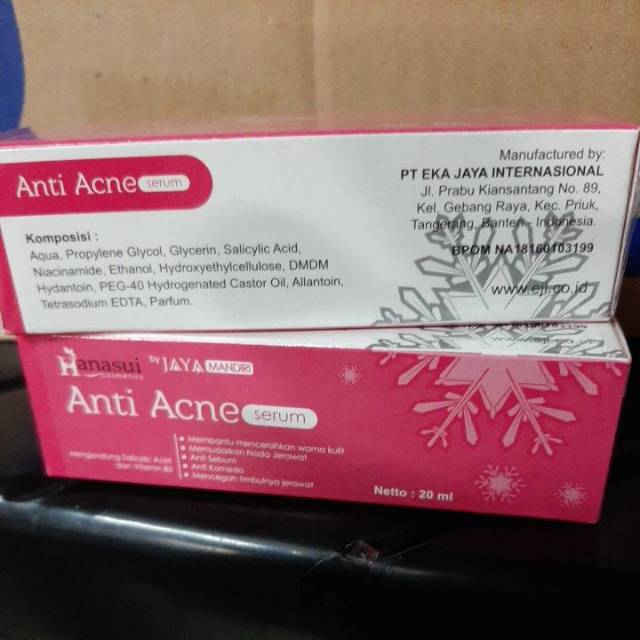 Anti Acne serum
Komposisi :
Aqua, Propylene Glycol, Glycerin, Salicylic Acid,
Niacinamide, Ethanol, Hydroxyethylcellulose, DMDM
Hydantoin, PEG-40 Hydrogenated Castor Oil, Allantoin,
Tetrasodium EDTA, Parfum.
Manufactured by:
PT EKA JAYA INTERNASIONAL
Jl. Prabu Kiansantang No. 89,
Kel. Gebang Raya, Kec. Priuk,
Tangerang, Banten, Indonesia.
BPOM NA18160103199
www.eji.co.id
Hanasui by JAYA MANDIRI
cosmetics
Anti Acne serum
Mengandung Salicylic Acid
dan Vitamin B3
• Membantu mencerahkan warna kulit
• Memudarkan Noda Jerawat
• Anti Sebum
• Anti Komedo
• Mencegah timbulnya jerawat
Netto : 20 ml